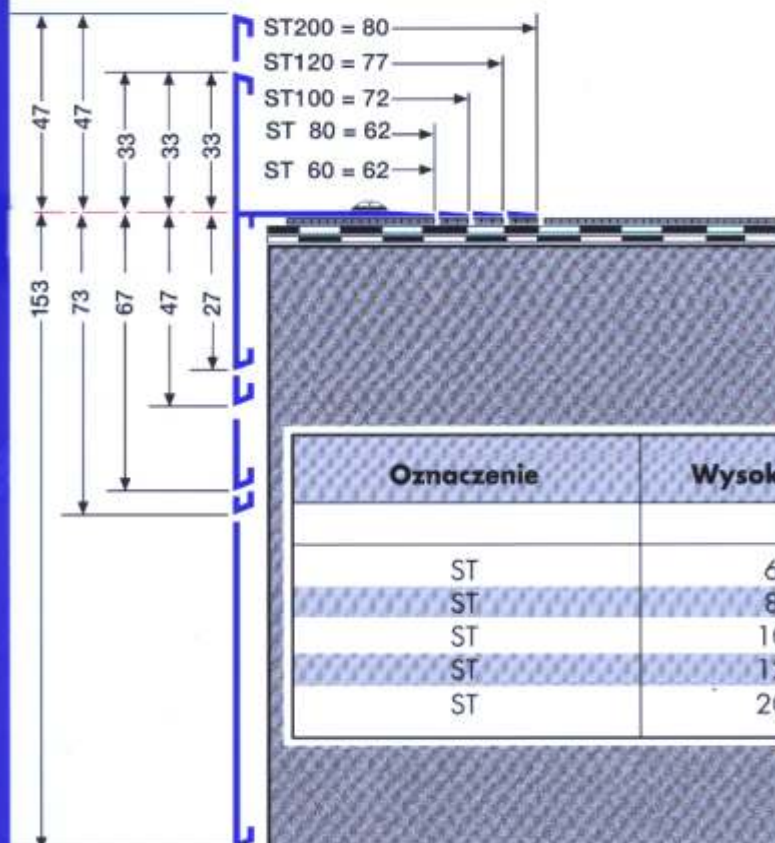 ST200 = 80
ST120 = 77
ST100 = 72
ST 80 = 62
ST 60 = 62
47 47 33 33 33
153 73 67 47 27
Oznaczenie
ST
ST
ST
ST
ST